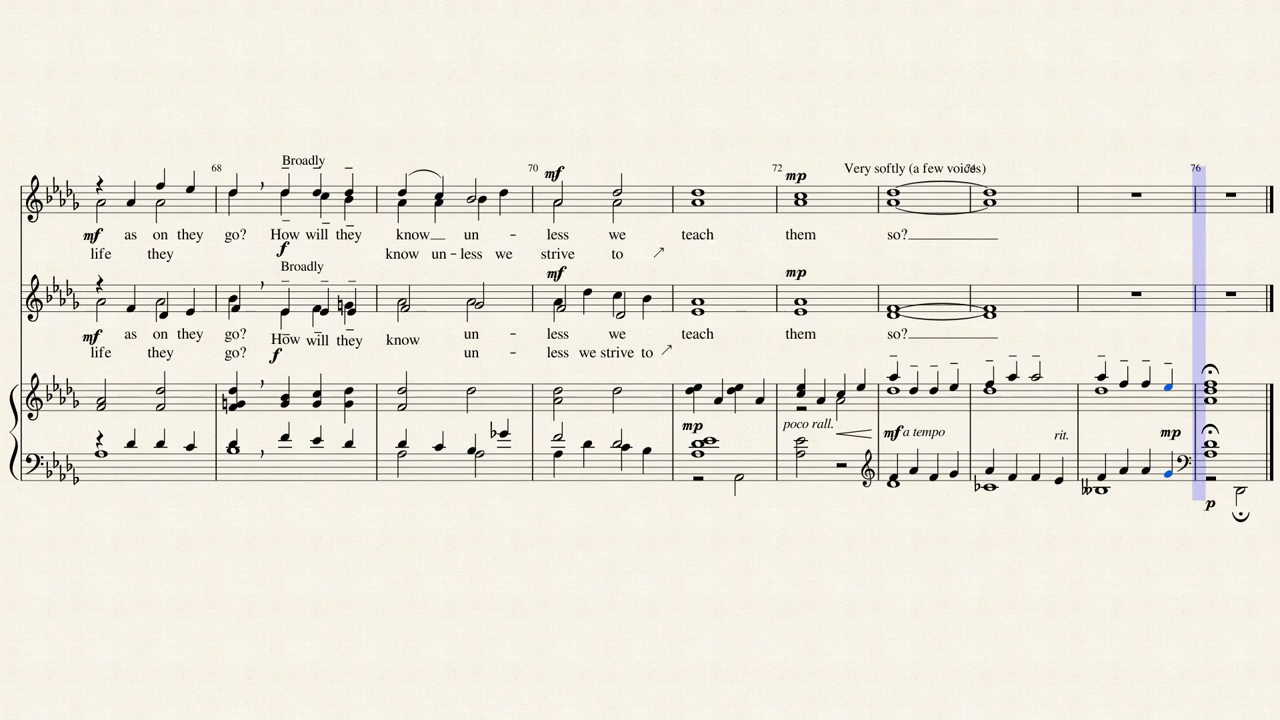 68 70 72 74 76
Broadly mf mp Very softly (a few voices)
mf as on they go? How will they know un - less we teach them so?
life they f know un - less we strive to
Broadly mf mp
mf as on they go? How will they know un - less we teach them so?
life they go? f un - less we strive to
mp poco rall. mf a tempo rit. mp
p